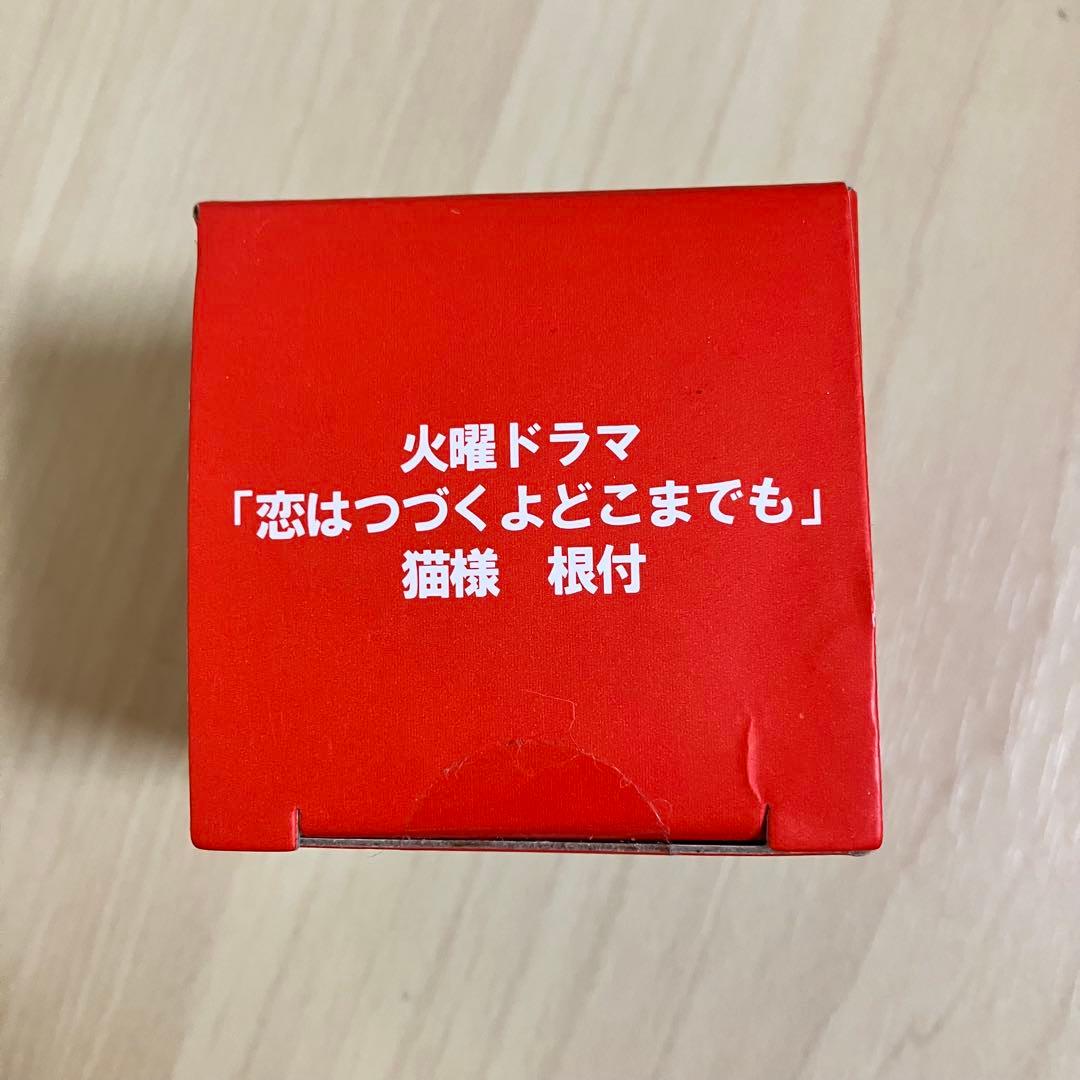 火曜ドラマ
「恋はつづくよどこまでも」
猫様　根付